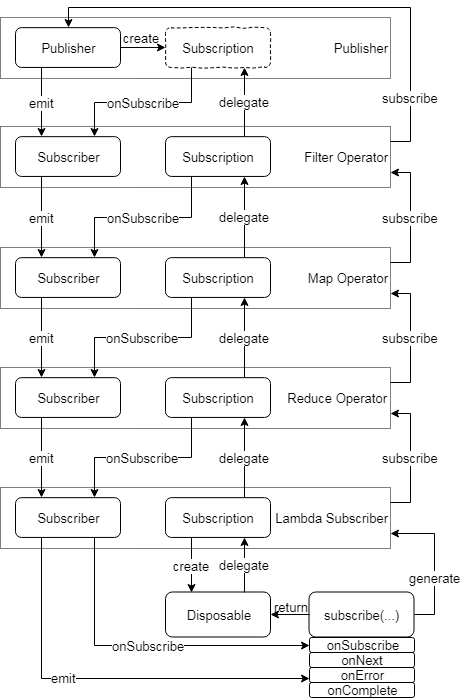 Publisher
create
Subscription
Publisher
emit
onSubscribe
delegate
subscribe
Subscriber
Subscription
Filter Operator
emit
onSubscribe
delegate
subscribe
Subscriber
Subscription
Map Operator
emit
onSubscribe
delegate
subscribe
Subscriber
Subscription
Reduce Operator
emit
onSubscribe
delegate
subscribe
Subscriber
Subscription
Lambda Subscriber
create
delegate
generate
Disposable
return
subscribe(...)
onSubscribe
onSubscribe
onNext
emit
onError
onComplete